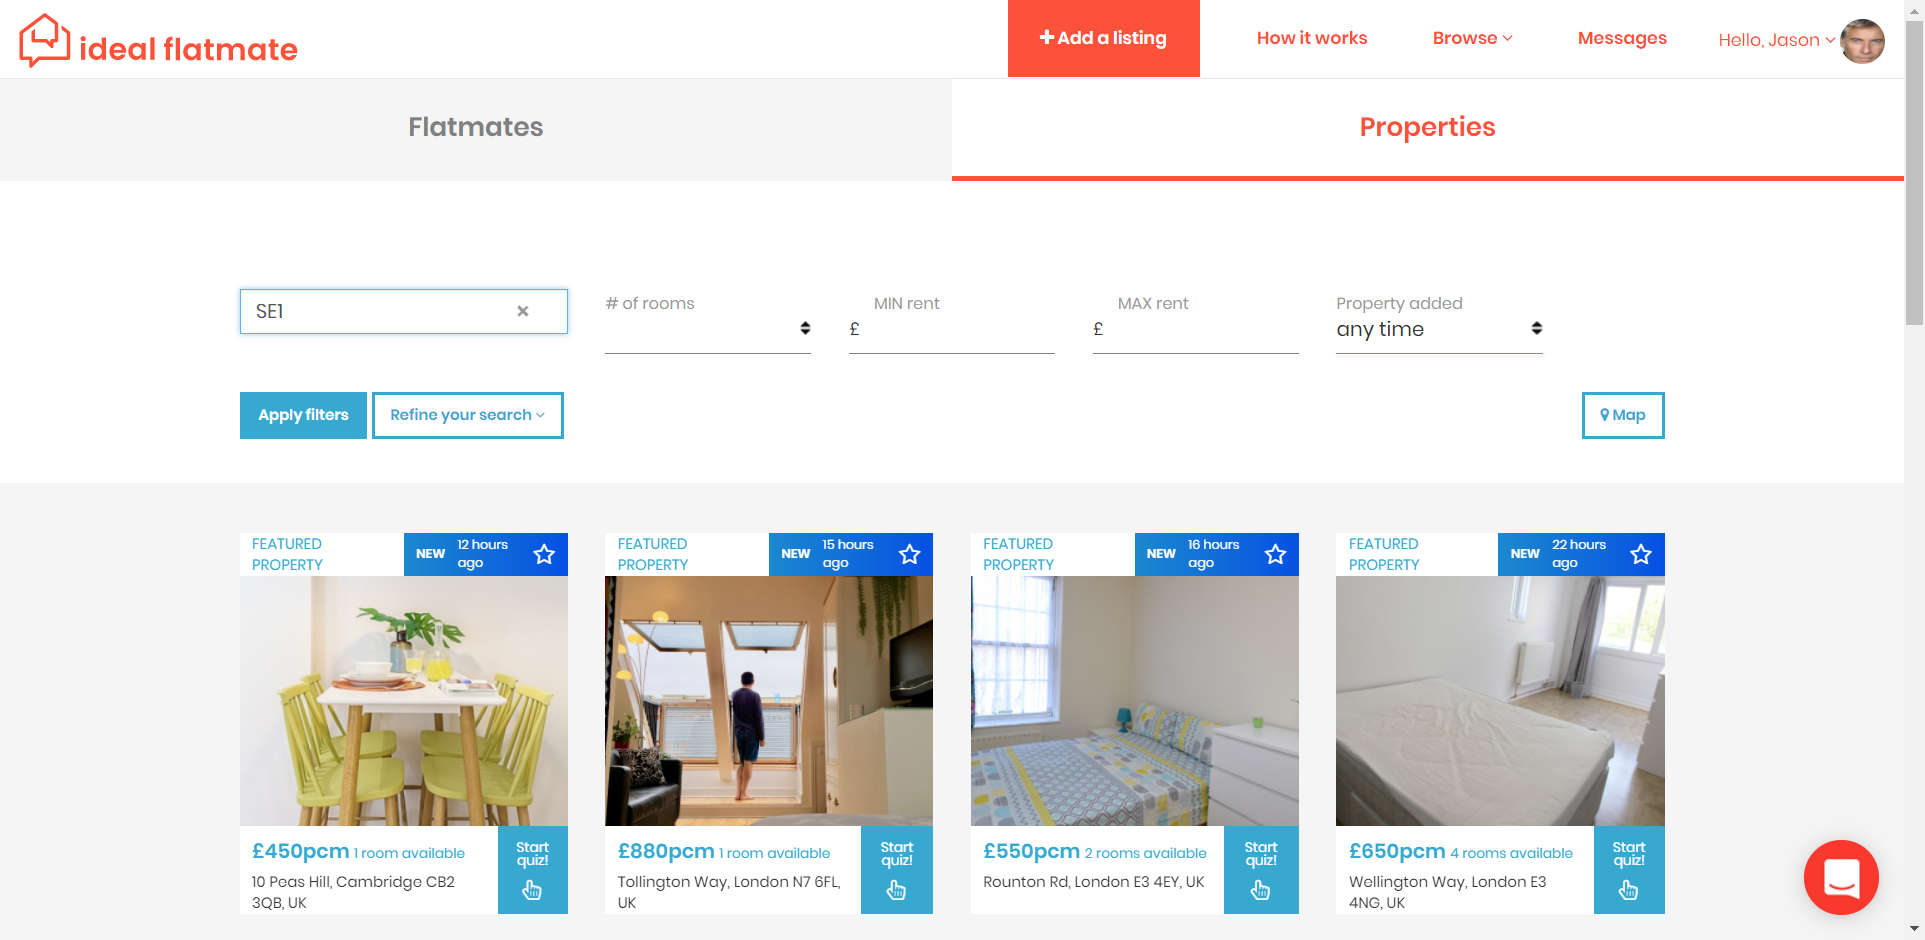 ideal flatmate
Add a listing
How it works
Browse
Messages
Hello, Jason
Flatmates
Properties
SE1
# of rooms
MIN rent
£
MAX rent
£
Property added
any time
Apply filters
Refine your search
Map
FEATURED
PROPERTY
NEW
12 hours
ago
FEATURED
PROPERTY
NEW
15 hours
ago
FEATURED
PROPERTY
NEW
16 hours
ago
FEATURED
PROPERTY
NEW
22 hours
ago
£450pcm 1 room available
10 Peas Hill, Cambridge CB2
3QB, UK
Start
quiz!
£880pcm 1 room available
Tollington Way, London N7 6FL,
UK
Start
quiz!
£550pcm 2 rooms available
Rounton Rd, London E3 4EY, UK
Start
quiz!
£650pcm 4 rooms available
Wellington Way, London E3
4NG, UK
Start
quiz!